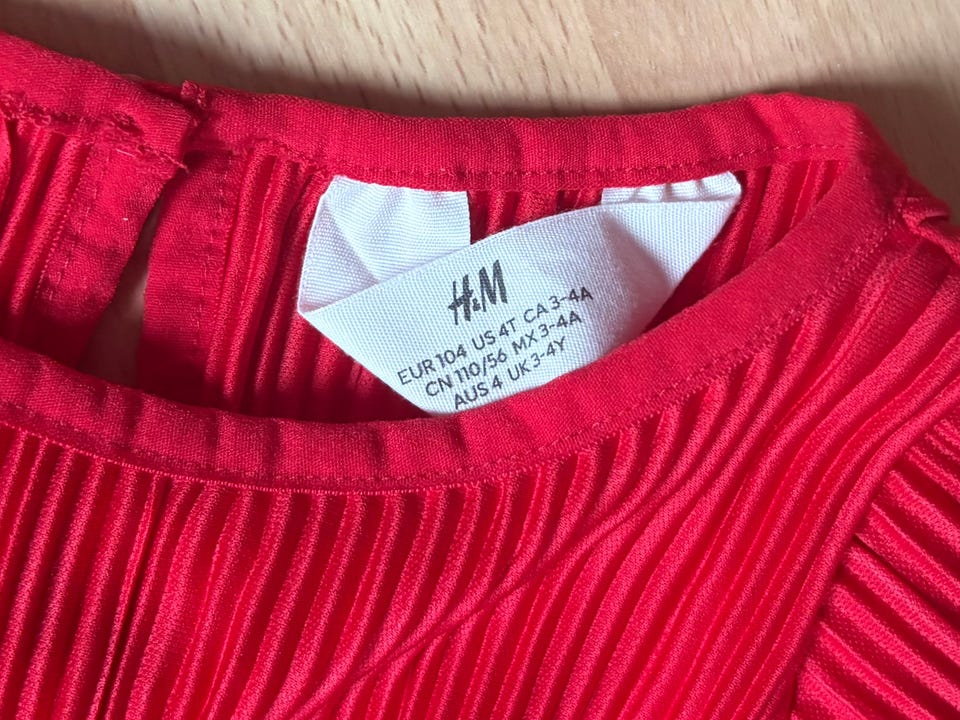 H&M
EUR 104 US 4T CA 3-4A
CN 110/56 MX 3-4A
AUS 4 UK 3-4Y